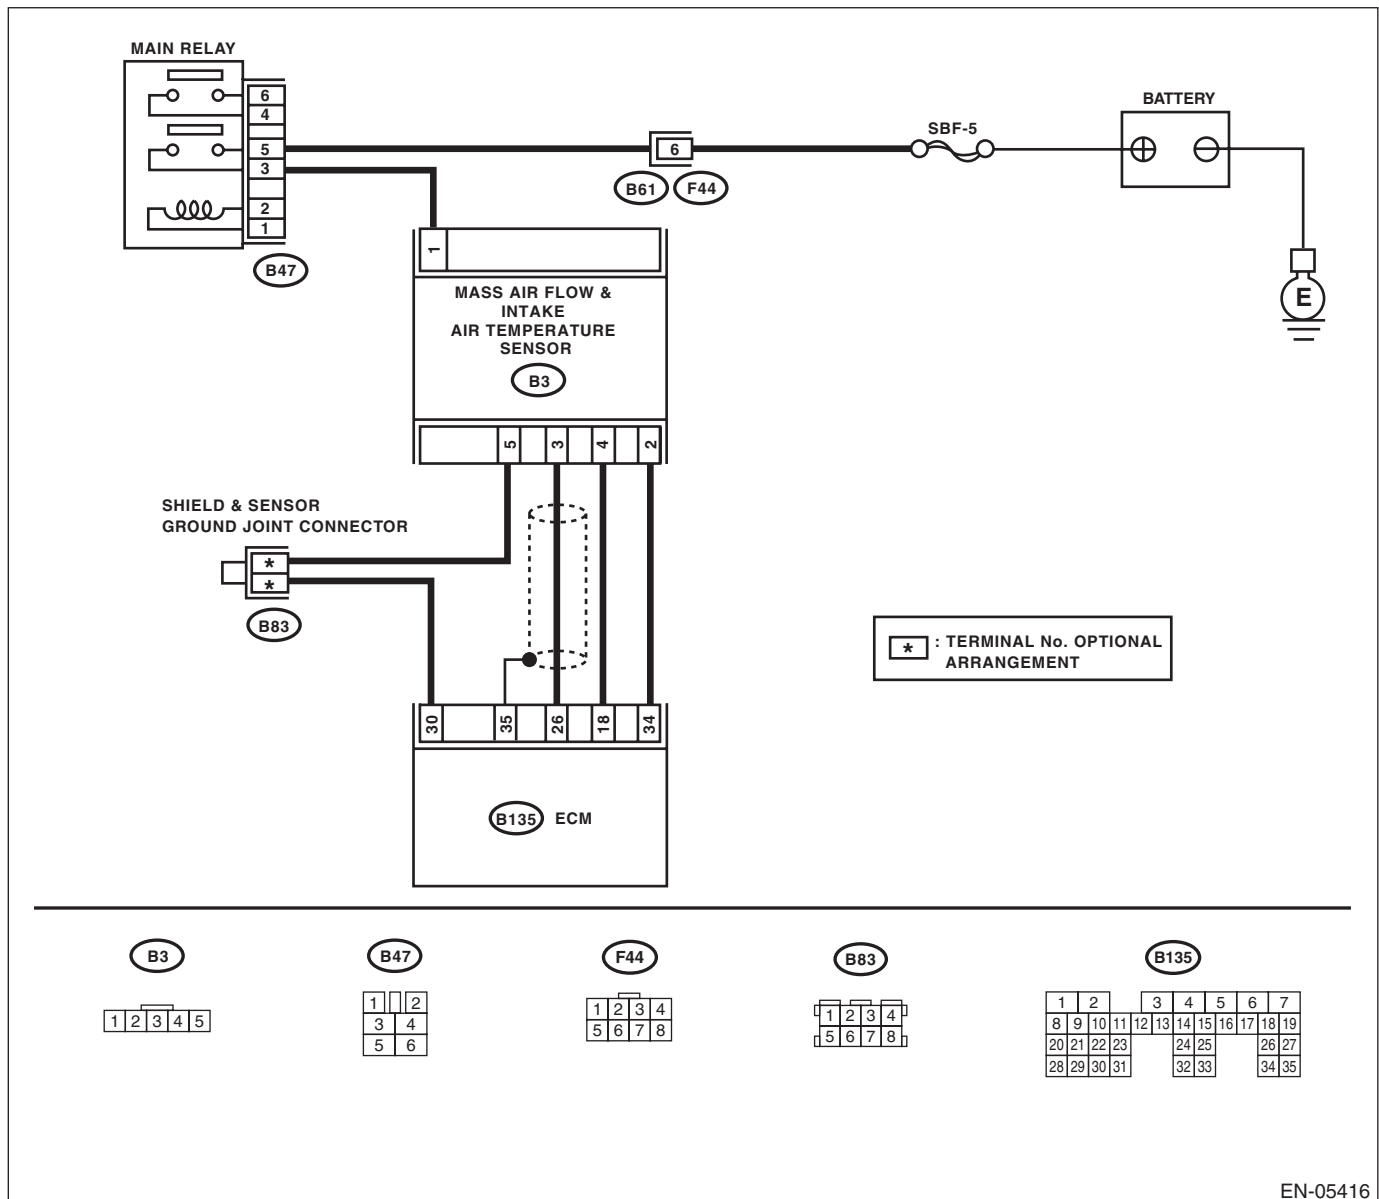 MAIN RELAY
6
4
5
3
2
1
B47
6
B61 F44
SBF-5
BATTERY
E
1
MASS AIR FLOW &
INTAKE
AIR TEMPERATURE
SENSOR
B3
5 3 4 2
SHIELD & SENSOR
GROUND JOINT CONNECTOR
*
*
B83
* : TERMINAL No. OPTIONAL
ARRANGEMENT
30 35 26 18 34
B135 ECM
B3
1 2 3 4 5
B47
1 2
3 4
5 6
F44
1 2 3 4
5 6 7 8
B83
1 2 3 4
5 6 7 8
B135
1 2 3 4 5 6 7
8 9 10 11 12 13 14 15 16 17 18 19
20 21 22 23 24 25 26 27
28 29 30 31 32 33 34 35
EN-05416